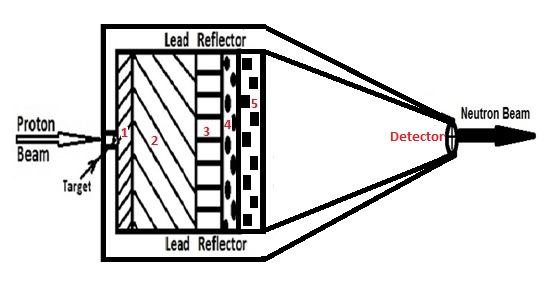 Lead Reflector
Proton
Beam
Target
1
2
3
4
5
Detector
Neutron Beam
Lead Reflector